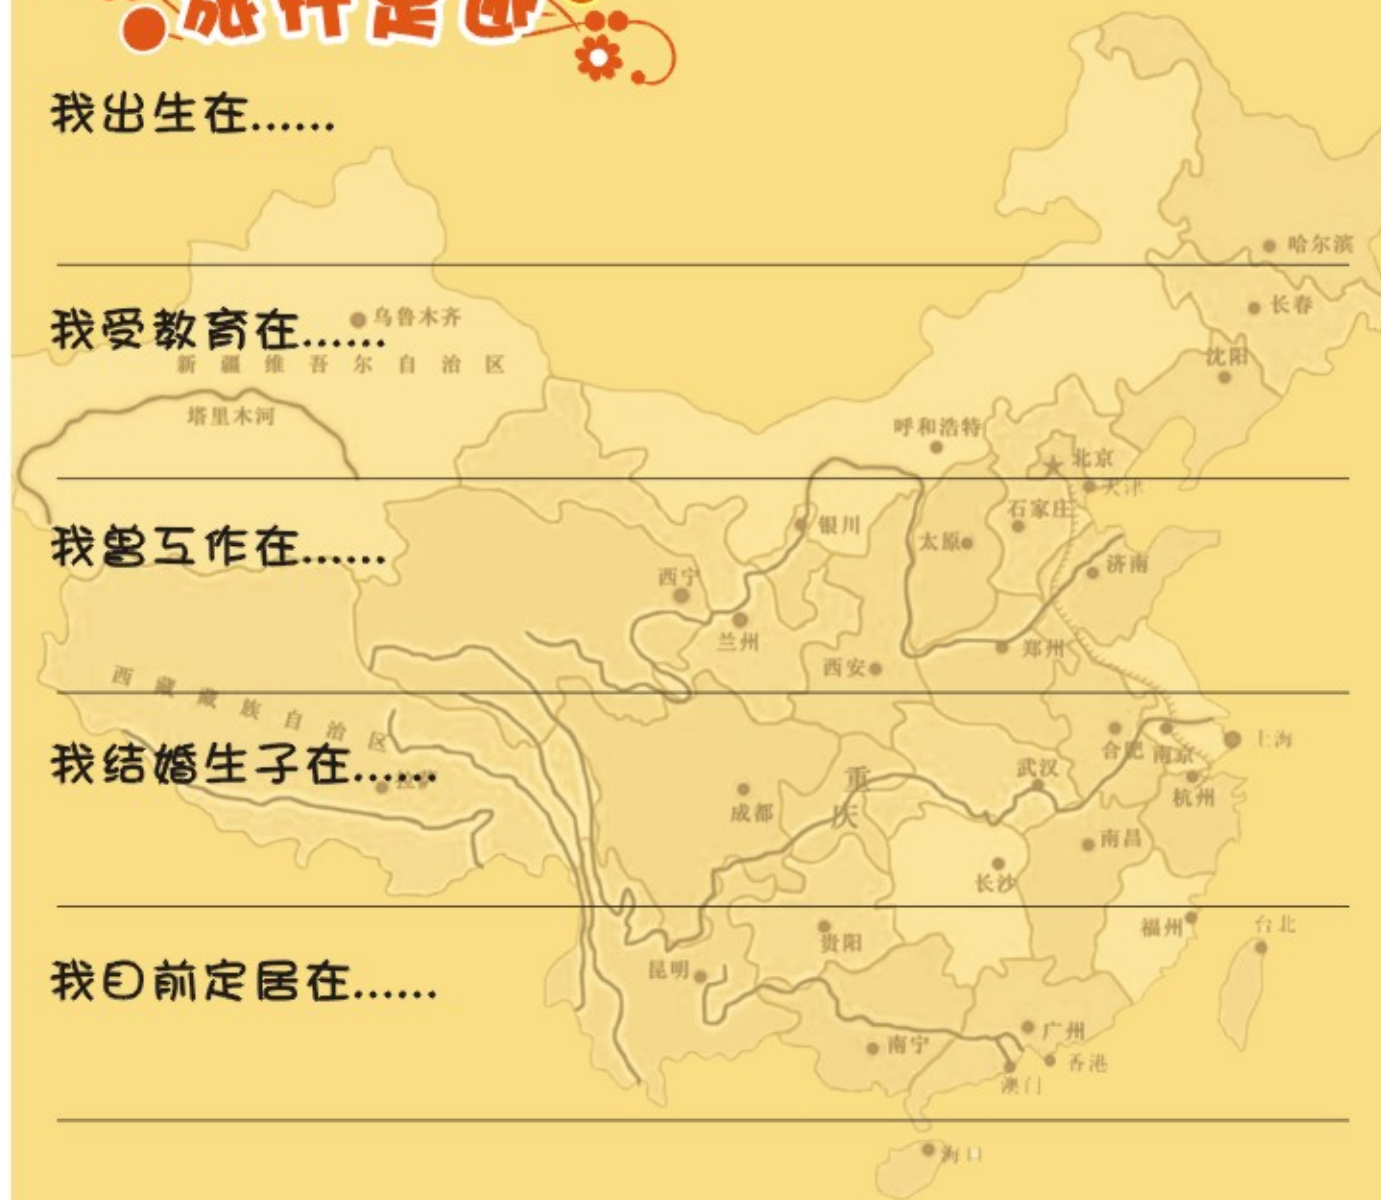 旅行足迹
我出生在......
哈尔滨
长春
我受教育在......
乌鲁木齐
新疆维吾尔自治区
沈阳
塔里木河
呼和浩特
北京
天津
石家庄
银川
太原
我曾工作在......
济南
西宁
兰州
郑州
西安
西藏藏族自治区
上海
合肥
南京
我结婚生子在......
拉萨
武汉
重庆
杭州
成都
南昌
长沙
福州
台北
贵阳
昆明
我目前定居在......
广州
南宁
香港
澳门
海口